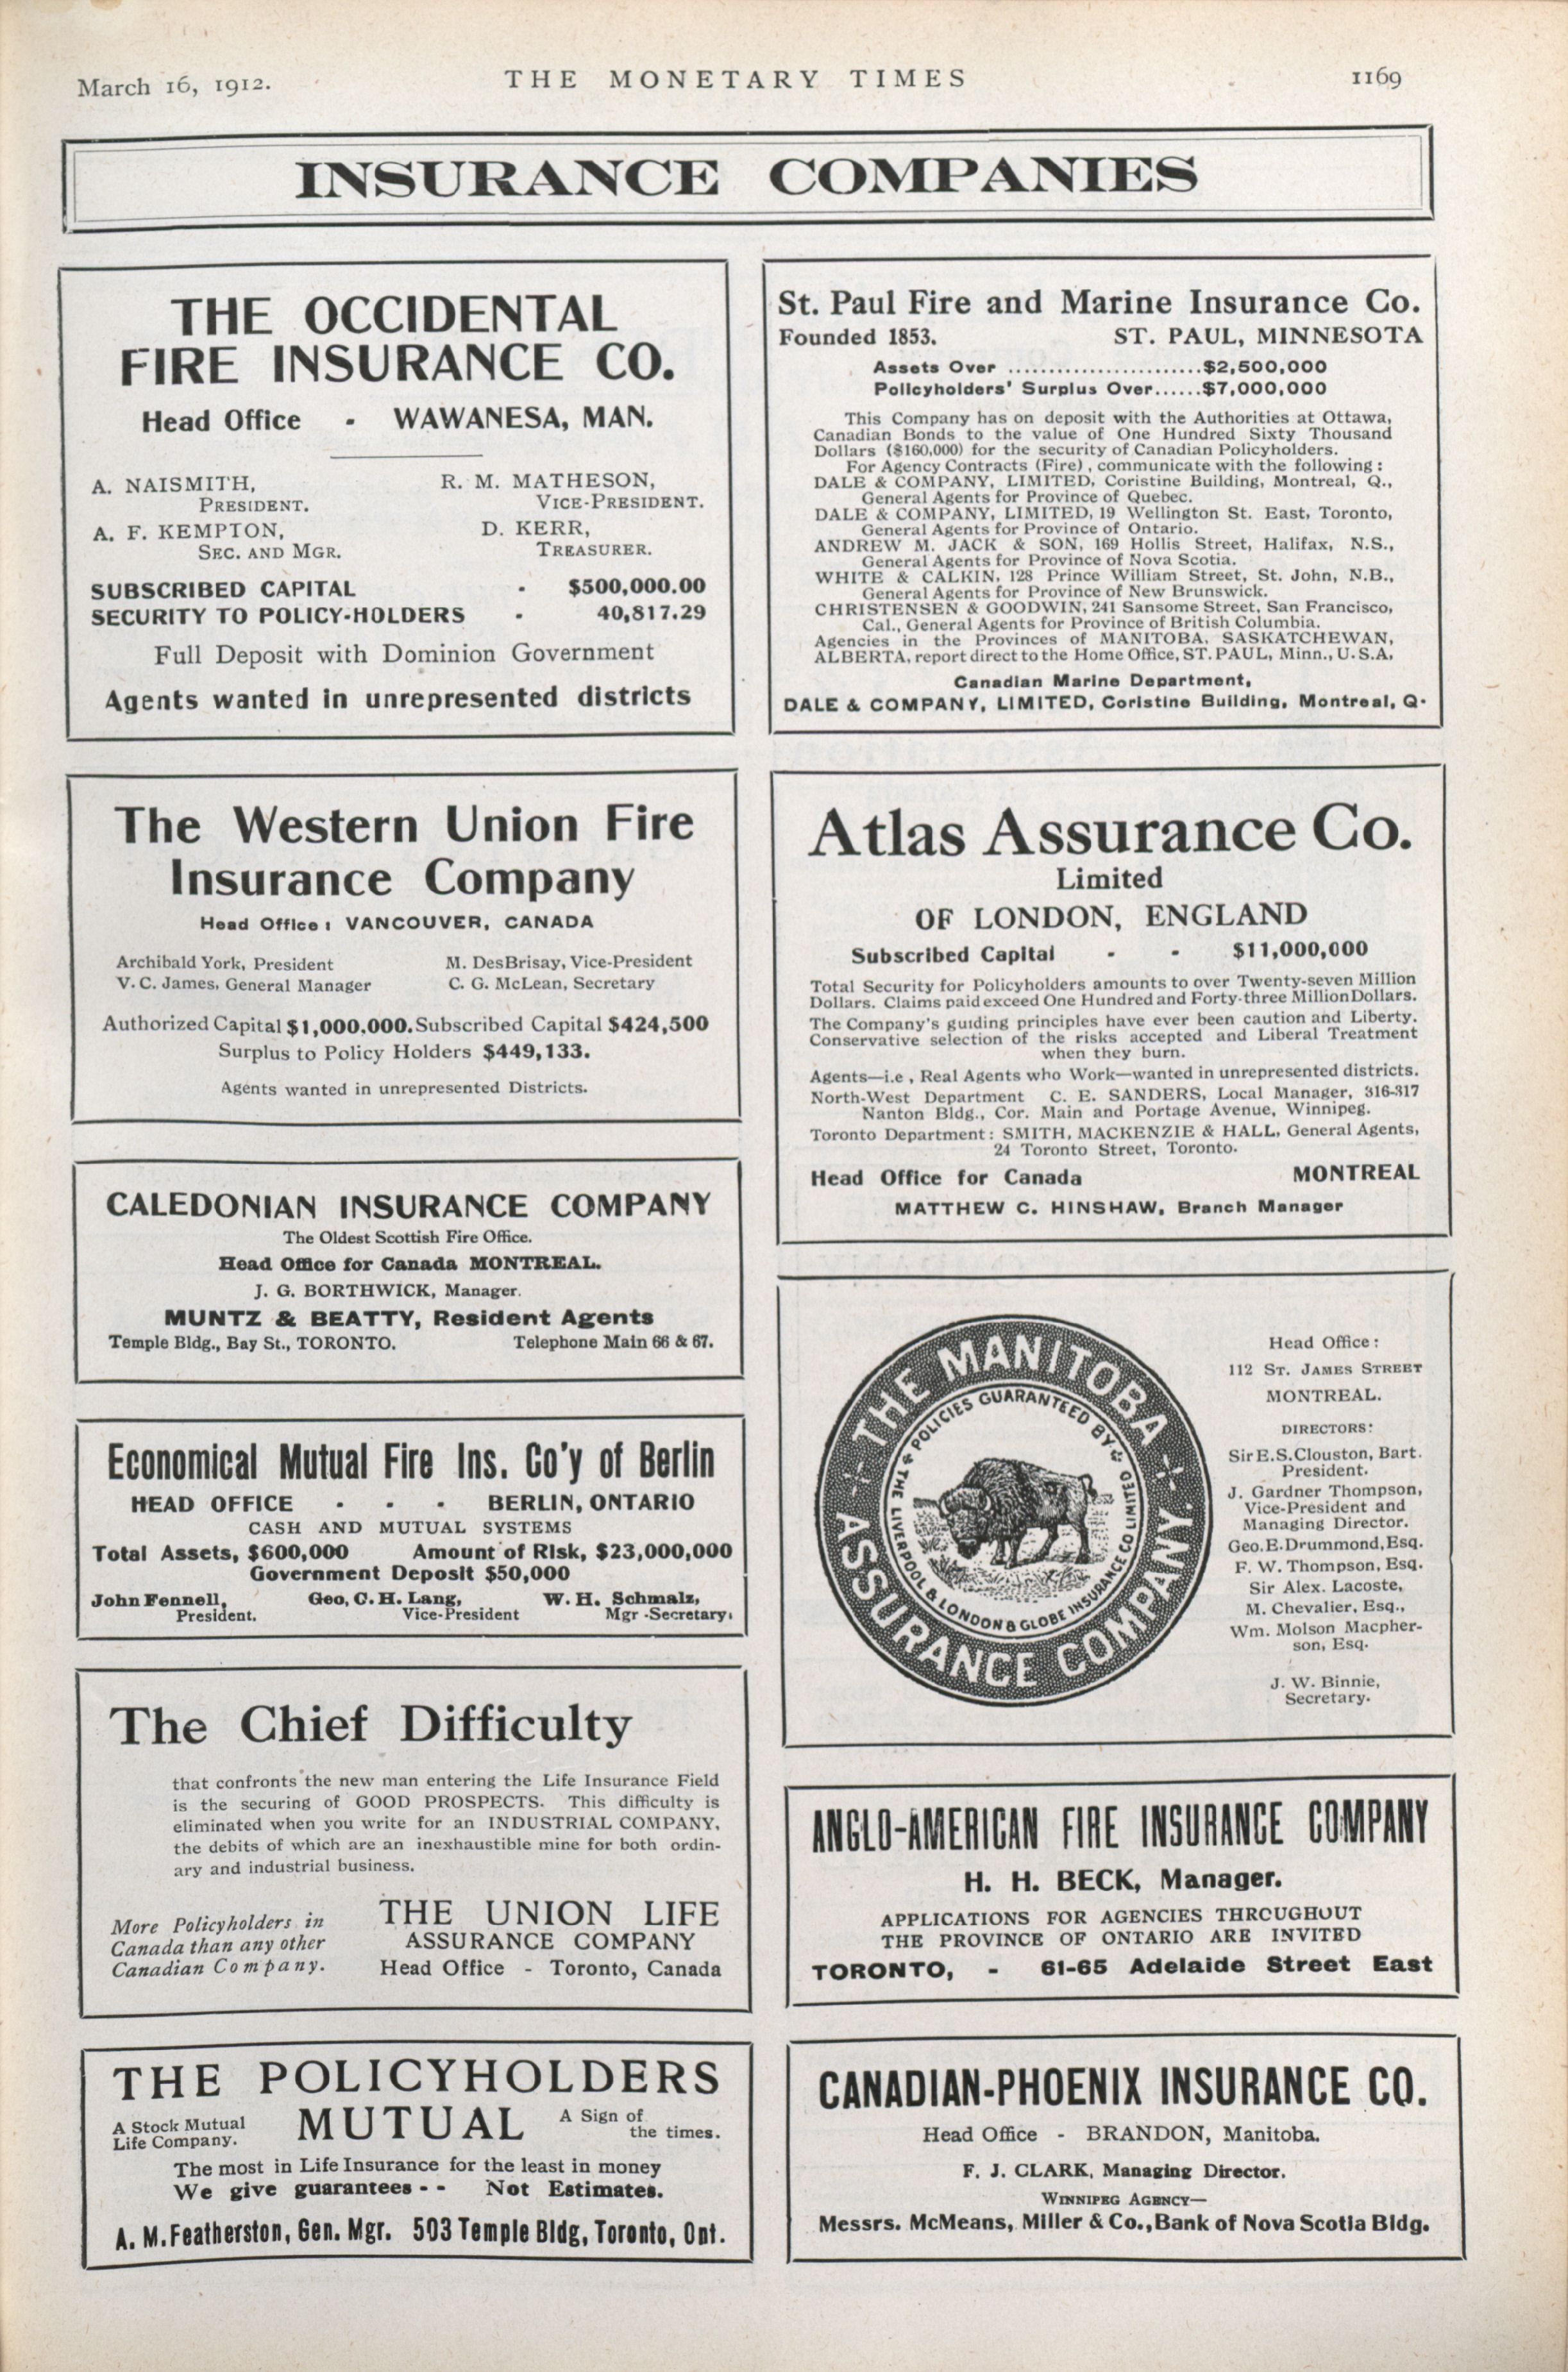 March 16, 1912.
THE MONETARY TIMES
1169
INSURANCE COMPANIES
THE OCCIDENTAL
FIRE INSURANCE CO.
Head Office - WAWANESA, MAN.
A. NAISMITH, R. M. MATHESON,
PRESIDENT. VICE-PRESIDENT.
A. F. KEMPTON, D. KERR,
SEC. AND MGR. TREASURER.
SUBSCRIBED CAPITAL - $500,000.00
SECURITY TO POLICY-HOLDERS - 40,817.29
Full Deposit with Dominion Government
Agents wanted in unrepresented districts
The Western Union Fire
Insurance Company
Head Office: VANCOUVER, CANADA
Archibald York, President M. DesBrisay, Vice-President
V. C. James, General Manager C. G. McLean, Secretary
Authorized Capital $1,000,000. Subscribed Capital $424,500
Surplus to Policy Holders $449,133.
Agents wanted in unrepresented Districts.
CALEDONIAN INSURANCE COMPANY
The Oldest Scottish Fire Office.
Head Office for Canada MONTREAL.
J. G. BORTHWICK, Manager.
MUNTZ & BEATTY, Resident Agents
Temple Bldg., Bay St., TORONTO. Telephone Main 66 & 67.
Economical Mutual Fire Ins. Co'y of Berlin
HEAD OFFICE - - - BERLIN, ONTARIO
CASH AND MUTUAL SYSTEMS
Total Assets, $600,000 Amount of Risk, $23,000,000
Government Deposit $50,000
John Fennell, Geo. C. H. Lang, W. H. Schmalz,
President. Vice-President Mgr -Secretary.
The Chief Difficulty
that confronts the new man entering the Life Insurance Field
is the securing of GOOD PROSPECTS. This difficulty is
eliminated when you write for an INDUSTRIAL COMPANY,
the debits of which are an inexhaustible mine for both ordin-
ary and industrial business.
More Policyholders in
Canada than any other
Canadian Company.
THE UNION LIFE
ASSURANCE COMPANY
Head Office - Toronto, Canada
THE POLICYHOLDERS
A Stock Mutual
Life Company.
MUTUAL
A Sign of
the times.
The most in Life Insurance for the least in money
We give guarantees - - Not Estimates.
A. M. Featherston, Gen. Mgr. 503 Temple Bldg, Toronto, Ont.
St. Paul Fire and Marine Insurance Co.
Founded 1853. ST. PAUL, MINNESOTA
Assets Over ........................$2,500,000
Policyholders' Surplus Over......$7,000,000
This Company has on deposit with the Authorities at Ottawa,
Canadian Bonds to the value of One Hundred Sixty Thousand
Dollars ($160,000) for the security of Canadian Policyholders.
For Agency Contracts (Fire), communicate with the following:
DALE & COMPANY, LIMITED, Coristine Building, Montreal, Q.,
General Agents for Province of Quebec.
DALE & COMPANY, LIMITED, 19 Wellington St. East, Toronto,
General Agents for Province of Ontario.
ANDREW M. JACK & SON, 169 Hollis Street, Halifax, N.S.,
General Agents for Province of Nova Scotia.
WHITE & CALKIN, 128 Prince William Street, St. John, N.B.,
General Agents for Province of New Brunswick.
CHRISTENSEN & GOODWIN, 241 Sansome Street, San Francisco,
Cal., General Agents for Province of British Columbia.
Agencies in the Provinces of MANITOBA, SASKATCHEWAN,
ALBERTA, report direct to the Home Office, ST. PAUL, Minn., U.S.A.
Canadian Marine Department,
DALE & COMPANY, LIMITED, Coristine Building, Montreal, Q.
Atlas Assurance Co.
Limited
OF LONDON, ENGLAND
Subscribed Capital - - $11,000,000
Total Security for Policyholders amounts to over Twenty-seven Million
Dollars. Claims paid exceed One Hundred and Forty-three Million Dollars.
The Company's guiding principles have ever been caution and Liberty.
Conservative selection of the risks accepted and Liberal Treatment
when they burn.
Agents—i.e , Real Agents who Work—wanted in unrepresented districts.
North-West Department C. E. SANDERS, Local Manager, 316-317
Nanton Bldg., Cor. Main and Portage Avenue, Winnipeg.
Toronto Department: SMITH, MACKENZIE & HALL, General Agents,
24 Toronto Street, Toronto.
Head Office for Canada MONTREAL
MATTHEW C. HINSHAW, Branch Manager
THE MANITOBA
ASSURANCE COMPANY.
POLICIES GUARANTEED BY
THE LIVERPOOL & LONDON & GLOBE INSURANCE CO LIMITED
Head Office:
112 ST. JAMES STREET
MONTREAL.
DIRECTORS:
Sir E. S. Clouston, Bart.
President.
J. Gardner Thompson,
Vice-President and
Managing Director.
Geo. E. Drummond, Esq.
F. W. Thompson, Esq.
Sir Alex. Lacoste,
M. Chevalier, Esq.,
Wm. Molson Macpher-
son, Esq.
J. W. Binnie,
Secretary.
ANGLO-AMERICAN FIRE INSURANCE COMPANY
H. H. BECK, Manager.
APPLICATIONS FOR AGENCIES THROUGHOUT
THE PROVINCE OF ONTARIO ARE INVITED
TORONTO, - 61-65 Adelaide Street East
CANADIAN-PHOENIX INSURANCE CO.
Head Office - BRANDON, Manitoba.
F. J. CLARK, Managing Director.
WINNIPEG AGENCY—
Messrs. McMeans, Miller & Co., Bank of Nova Scotia Bldg.